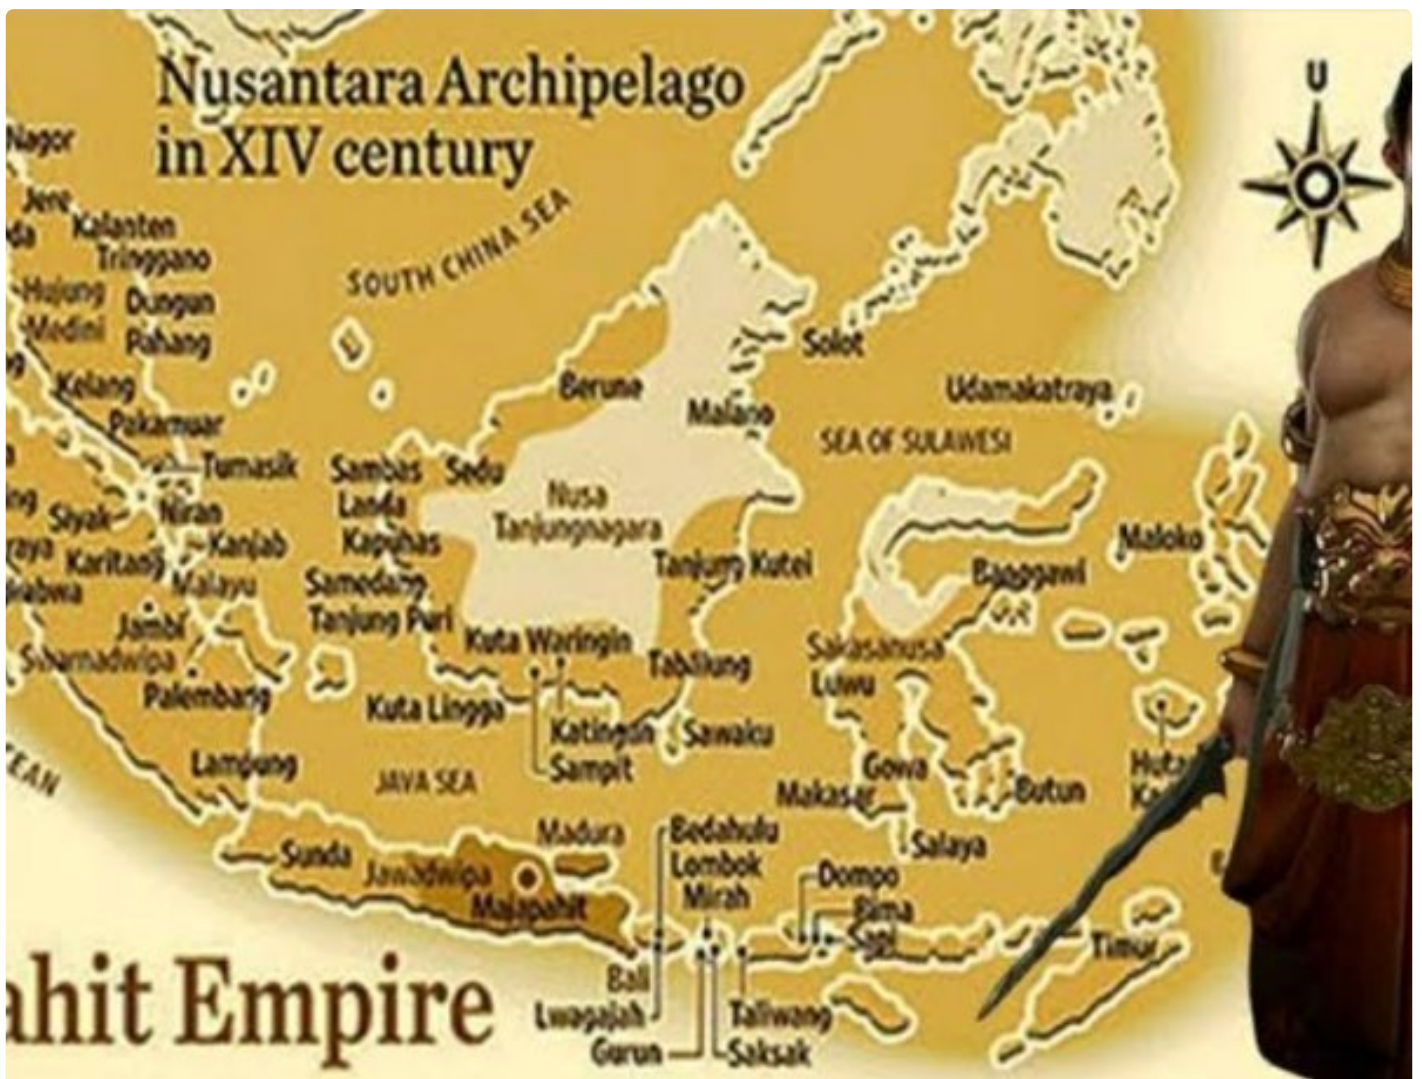 Nusantara Archipelago
in XIV century
U
Nagor
Jere
da
Kalanten
Tringgano
Hujung
Dungun
Medini
Pahang
Kelang
Pakamuar
Tumasik
Siyak
Niran
Kanjab
Karitang
Malayu
Jambi
Swarnadwipa
Palembang
Lampung
SOUTH CHINA SEA
Berune
Malano
Solot
Udamakatraya
SEA OF SULAWESI
Sambas
Sedu
Landa
Kapuhas
Nusa
Tanjungnagara
Samedang
Tanjung Puri
Tanjung Kutei
Kuta Waringin
Tabalung
Kuta Lingga
Katingan
Sawaku
Sampit
Banggawi
Maloko
Sakasanusa
Luwu
Gowa
Makasar
Butun
Salaya
JAVA SEA
EAN
Sunda
Jawadwipa
Majapahit
Madura
Bedahulu
Lombok
Mirah
Dompo
Bima
Timur
Bali
Lwagajah
Gurun
Taliwang
Saksak
ahit Empire